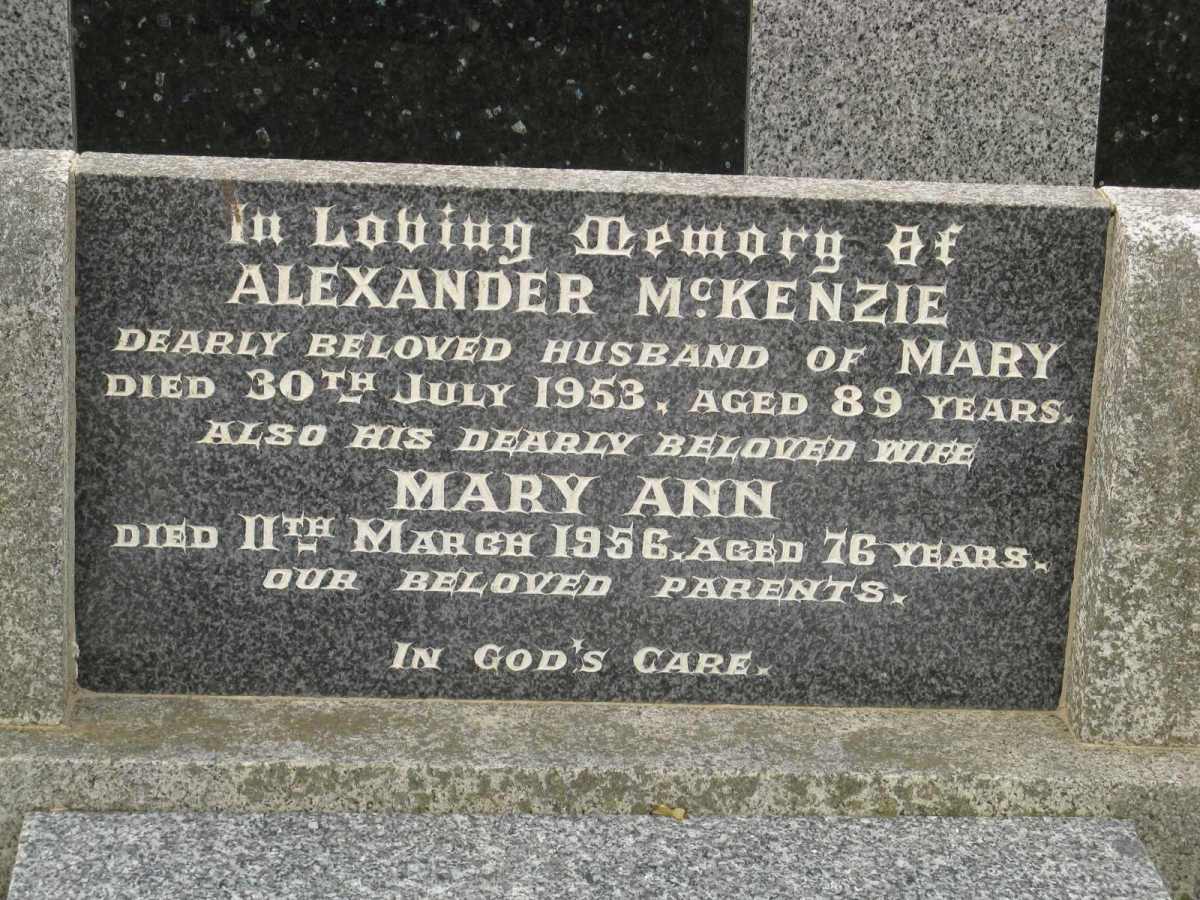 In Loving Memory Of
ALEXANDER McKENZIE
DEARLY BELOVED HUSBAND OF MARY
DIED 30TH JULY 1953, AGED 89 YEARS.
ALSO HIS DEARLY BELOVED WIFE
MARY ANN
DIED 11TH MARCH 1956, AGED 76 YEARS.
OUR BELOVED PARENTS.
IN GOD'S CARE.